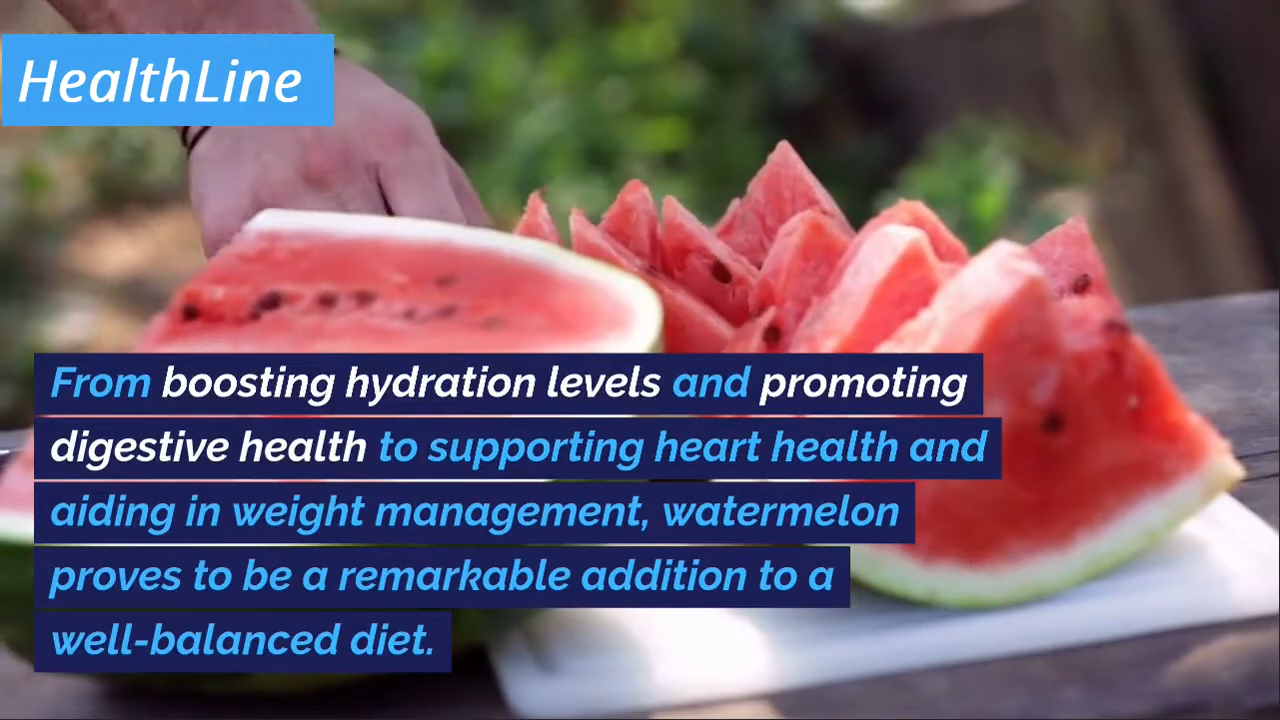 HealthLine
From boosting hydration levels and promoting
digestive health to supporting heart health and
aiding in weight management, watermelon
proves to be a remarkable addition to a
well-balanced diet.